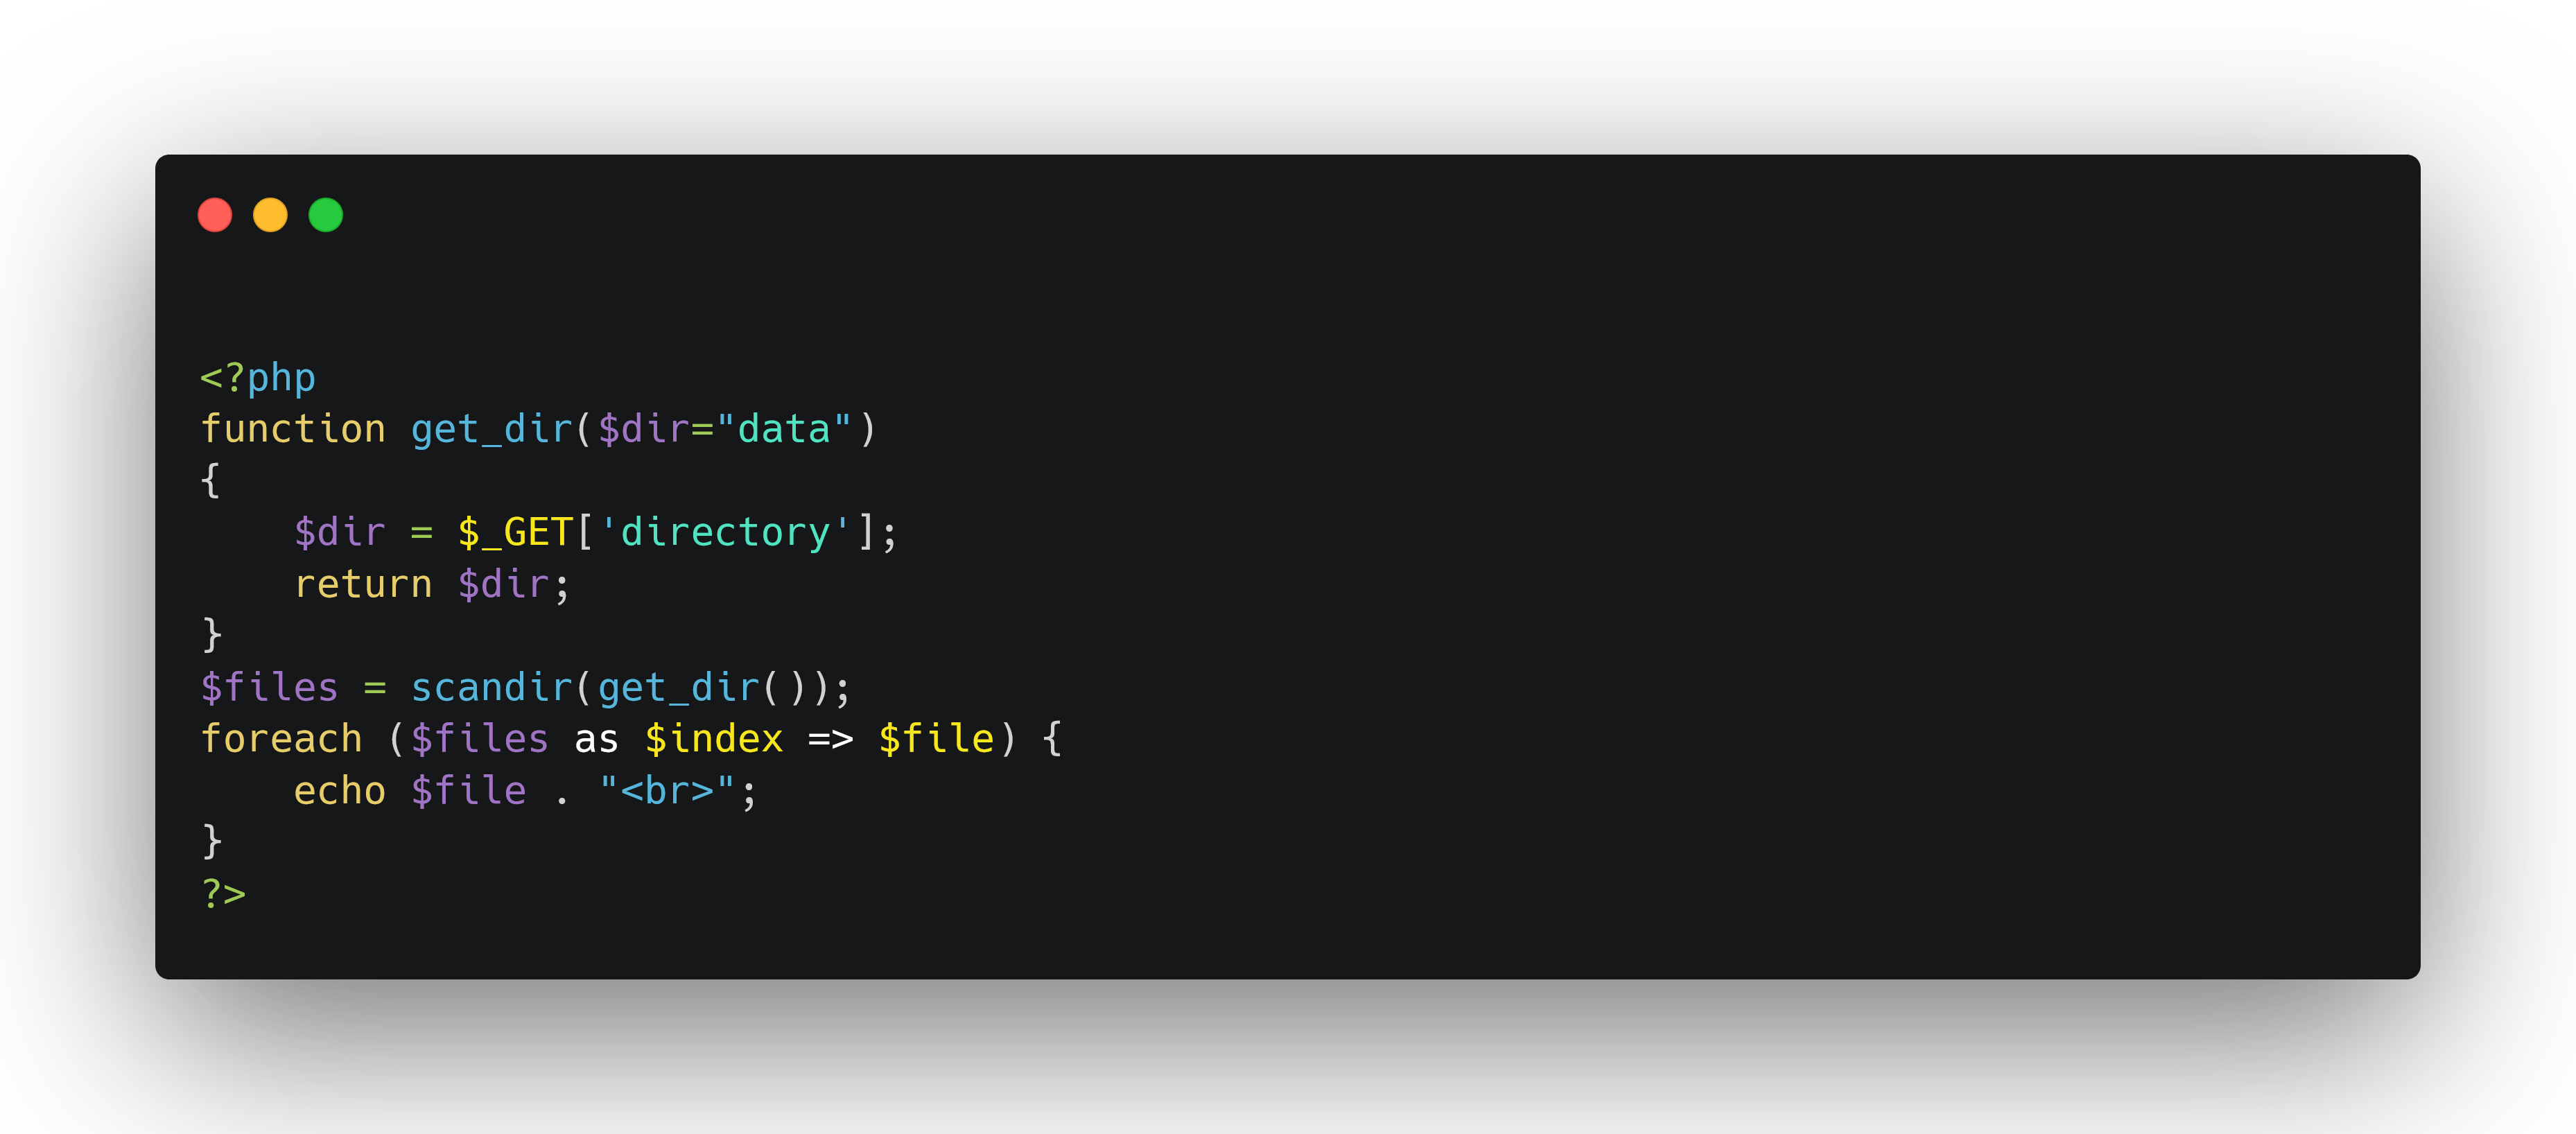 <?php
function get_dir($dir="data")
{
    $dir = $_GET['directory'];
    return $dir;
}
$files = scandir(get_dir());
foreach ($files as $index => $file) {
    echo $file . "<br>";
}
?>